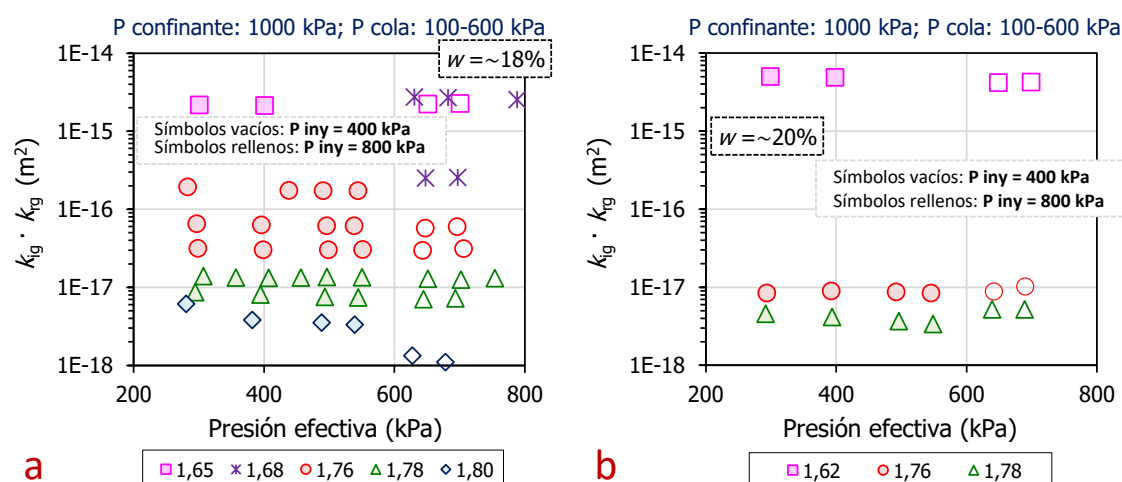 P confinante: 1000 kPa; P cola: 100-600 kPa
1E-14
1E-15
1E-16
1E-17
1E-18
kig · krg (m²)
w =~18%
Símbolos vacíos: P iny = 400 kPa
Símbolos rellenos: P iny = 800 kPa
200 400 600 800
Presión efectiva (kPa)
a
1,65 1,68 1,76 1,78 1,80
P confinante: 1000 kPa; P cola: 100-600 kPa
1E-14
1E-15
1E-16
1E-17
1E-18
kig · krg (m²)
w =~20%
Símbolos vacíos: P iny = 400 kPa
Símbolos rellenos: P iny = 800 kPa
200 400 600 800
Presión efectiva (kPa)
b
1,62 1,76 1,78